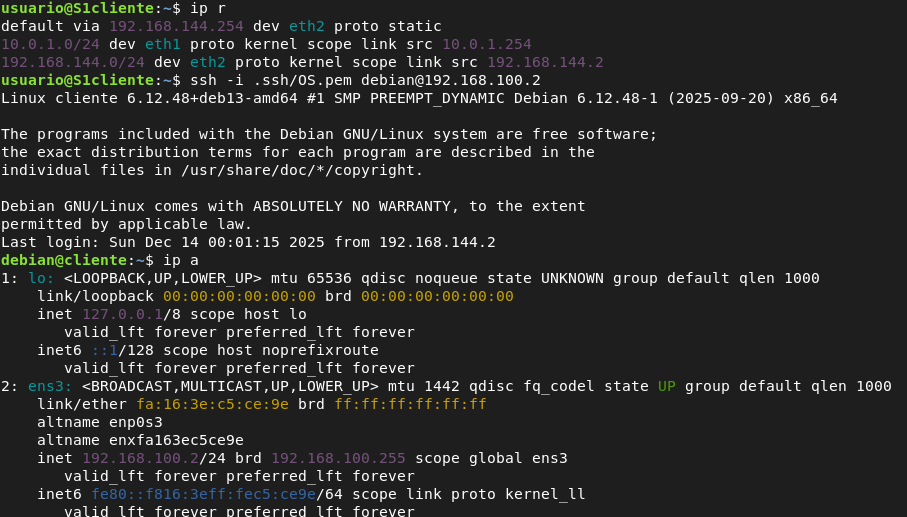 usuario@S1cliente:~$ ip r
default via 192.168.144.254 dev eth2 proto static
10.0.1.0/24 dev eth1 proto kernel scope link src 10.0.1.254
192.168.144.0/24 dev eth2 proto kernel scope link src 192.168.144.2
usuario@S1cliente:~$ ssh -i .ssh/OS.pem debian@192.168.100.2
Linux cliente 6.12.48+deb13-amd64 #1 SMP PREEMPT_DYNAMIC Debian 6.12.48-1 (2025-09-20) x86_64

The programs included with the Debian GNU/Linux system are free software;
the exact distribution terms for each program are described in the
individual files in /usr/share/doc/*/copyright.

Debian GNU/Linux comes with ABSOLUTELY NO WARRANTY, to the extent
permitted by applicable law.
Last login: Sun Dec 14 00:01:15 2025 from 192.168.144.2
debian@cliente:~$ ip a
1: lo: <LOOPBACK,UP,LOWER_UP> mtu 65536 qdisc noqueue state UNKNOWN group default qlen 1000
    link/loopback 00:00:00:00:00:00 brd 00:00:00:00:00:00
    inet 127.0.0.1/8 scope host lo
       valid_lft forever preferred_lft forever
    inet6 ::1/128 scope host noprefixroute
       valid_lft forever preferred_lft forever
2: ens3: <BROADCAST,MULTICAST,UP,LOWER_UP> mtu 1442 qdisc fq_codel state UP group default qlen 1000
    link/ether fa:16:3e:c5:ce:9e brd ff:ff:ff:ff:ff:ff
    altname enp0s3
    altname enxfa163ec5ce9e
    inet 192.168.100.2/24 brd 192.168.100.255 scope global ens3
       valid_lft forever preferred_lft forever
    inet6 fe80::f816:3eff:fec5:ce9e/64 scope link proto kernel_ll
       valid_lft forever preferred_lft forever